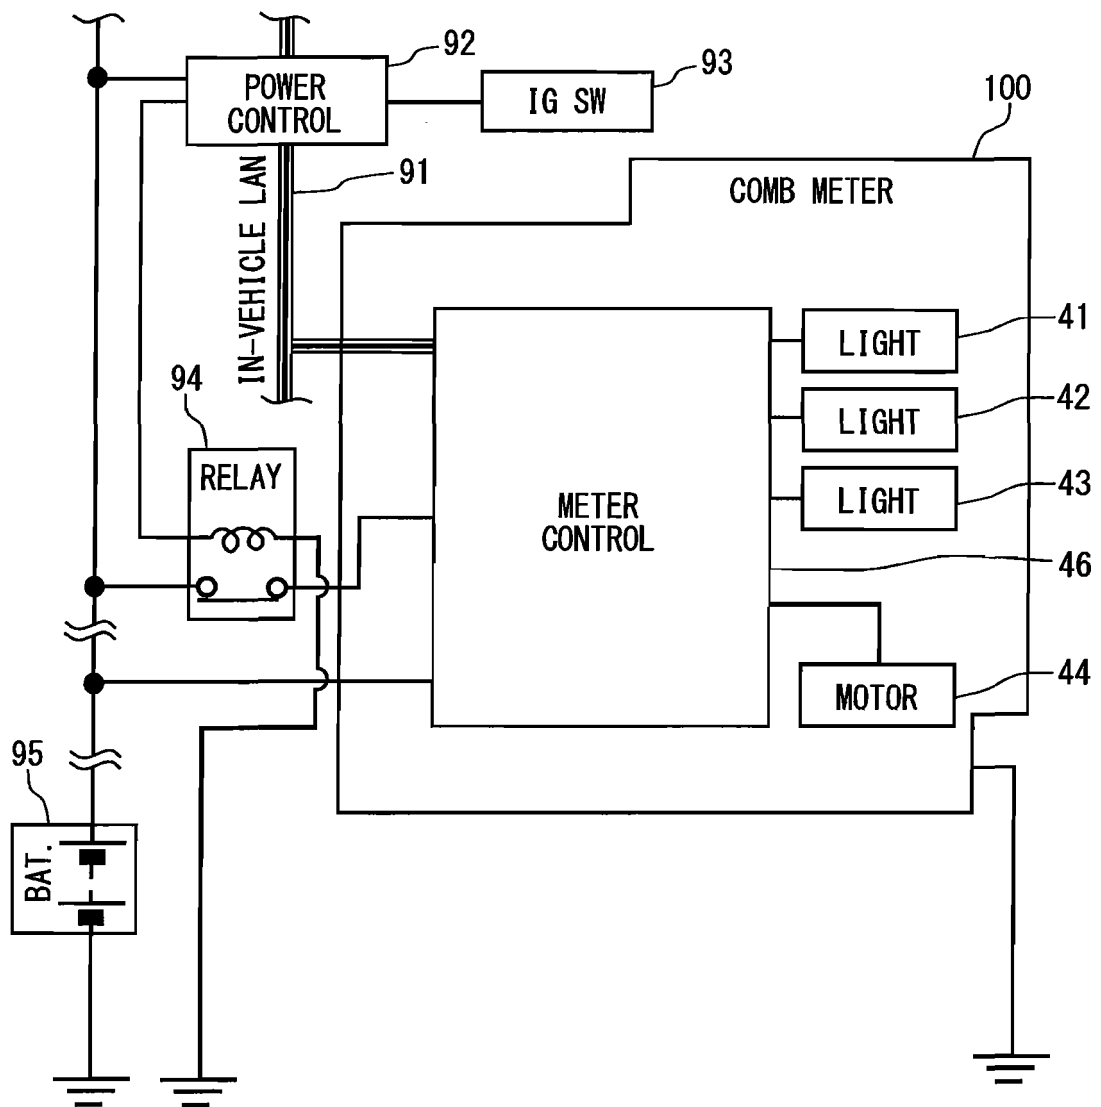 92
93
POWER
CONTROL
IG SW
100
91
IN-VEHICLE LAN
COMB METER
41
LIGHT
94
42
LIGHT
RELAY
43
LIGHT
METER
CONTROL
46
44
MOTOR
95
BAT.